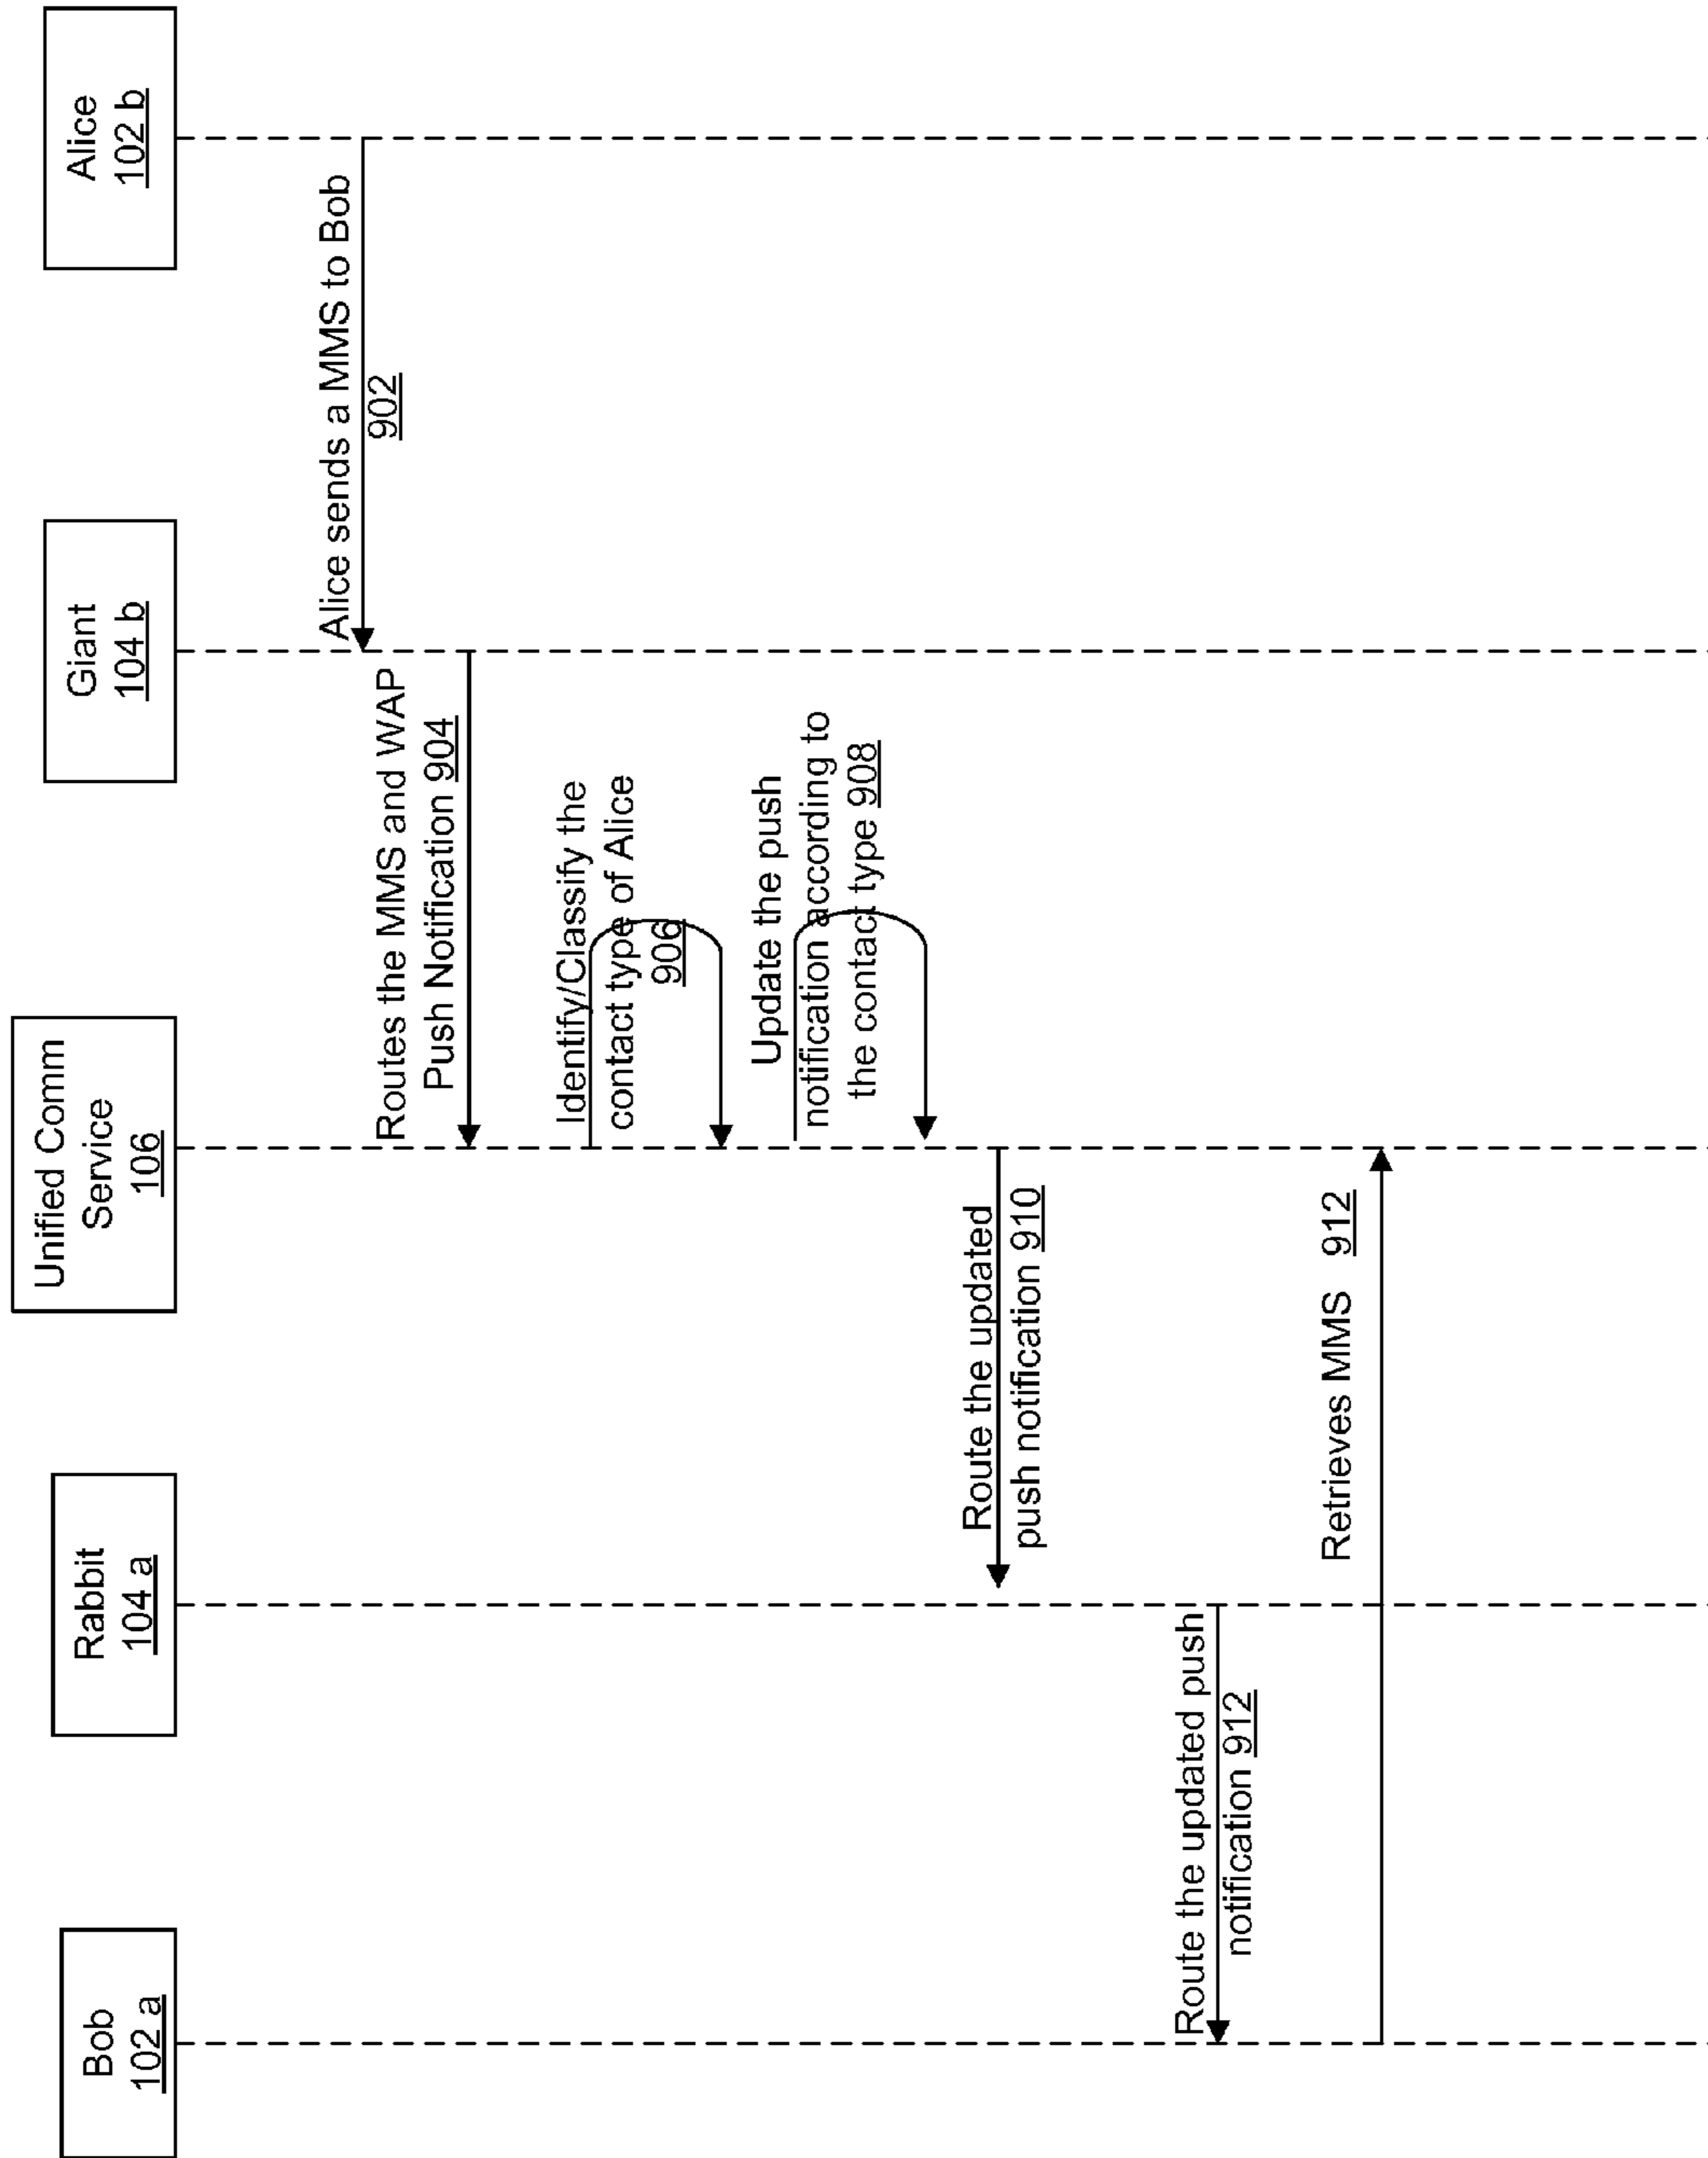 Bob
102 a
Rabbit
104 a
Unified Comm
Service
106
Giant
104 b
Alice
102 b
Alice sends a MMS to Bob
902
Routes the MMS and WAP
Push Notification 904
Identify/Classify the
contact type of Alice
906
Update the push
notification according to
the contact type 908
Route the updated
push notification 910
Route the updated push
notification 912
Retrieves MMS 912